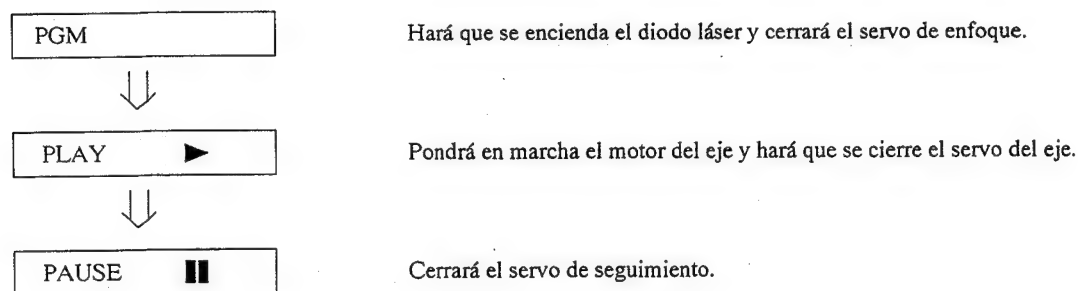 PGM Hará que se encienda el diodo láser y cerrará el servo de enfoque.
PLAY Pondrá en marcha el motor del eje y hará que se cierre el servo del eje.
PAUSE Cerrará el servo de seguimiento.